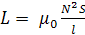 L = μ₀ N²S/l